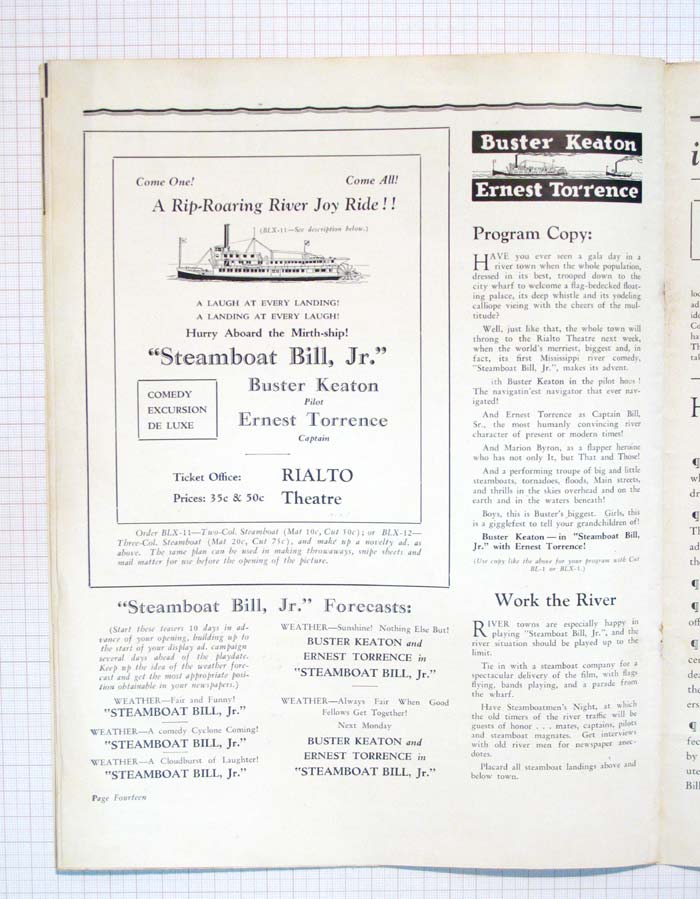 Come One! Come All!
A Rip-Roaring River Joy Ride!!
(BLX-11—See description below.)
A LAUGH AT EVERY LANDING!
A LANDING AT EVERY LAUGH!
Hurry Aboard the Mirth-ship!
"Steamboat Bill, Jr."
COMEDY
EXCURSION
DE LUXE
Buster Keaton
Pilot
Ernest Torrence
Captain
Ticket Office:
Prices: 35c & 50c
RIALTO
Theatre
Order BLX-11—Two-Col. Steamboat (Mat 10c, Cut 50c); or BLX-12—
Three-Col. Steamboat (Mat 20c, Cut 75c), and make up a novelty ad. as
above. The same plan can be used in making throwaways, snipe sheets and
mail matter for use before the opening of the picture.
"Steamboat Bill, Jr." Forecasts:
(Start these teasers 10 days in ad-
vance of your opening, building up to
the start of your display ad. campaign
several days ahead of the playdate.
Keep up the idea of the weather fore-
cast and get the most appropriate posi-
tion obtainable in your newspapers.)
WEATHER—Fair and Funny!
"STEAMBOAT BILL, Jr."
WEATHER—A comedy Cyclone Coming!
"STEAMBOAT BILL, Jr."
WEATHER—A Cloudburst of Laughter!
"STEAMBOAT BILL, Jr."
WEATHER—Sunshine! Nothing Else But!
BUSTER KEATON and
ERNEST TORRENCE in
"STEAMBOAT BILL, Jr."
WEATHER—Always Fair When Good
Fellows Get Together!
Next Monday
BUSTER KEATON and
ERNEST TORRENCE in
"STEAMBOAT BILL, Jr."
Page Fourteen
Buster Keaton
Ernest Torrence
Program Copy:
HAVE you ever seen a gala day in a
river town when the whole population,
dressed in its best, trooped down to the
city wharf to welcome a flag-bedecked float-
ing palace, its deep whistle and its yodeling
calliope vieing with the cheers of the mul-
titude?
Well, just like that, the whole town will
throng to the Rialto Theatre next week,
when the world's merriest, biggest and, in
fact, its first Mississippi river comedy,
"Steamboat Bill, Jr.", makes its advent.
ith Buster Keaton in the pilot hous !
The navigatin'est navigator that ever nav-
igated!
And Ernest Torrence as Captain Bill,
Sr., the most humanly convincing river
character of present or modern times!
And Marion Byron, as a flapper heroine
who has not only It, but That and Those!
And a performing troupe of big and little
steamboats, tornadoes, floods, Main streets,
and thrills in the skies overhead and on the
earth and in the waters beneath!
Boys, this is Buster's biggest. Girls, this
is a gigglefest to tell your grandchildren of!
Buster Keaton—in "Steamboat Bill,
Jr." with Ernest Torrence!
(Use copy like the above for your program with Cut
BL-1 or BLX-1.)
Work the River
RIVER towns are especially happy in
playing "Steamboat Bill, Jr.", and the
river situation should be played up to the
limit.
Tie in with a steamboat company for a
spectacular delivery of the film, with flags
flying, bands playing, and a parade from
the wharf.
Have Steamboatmen's Night, at which
the old timers of the river traffic will be
guests of honor . . . mates, captains, pilots
and steamboat magnates. Get interviews
with old river men for newspaper anec-
dotes.
Placard all steamboat landings above and
below town.